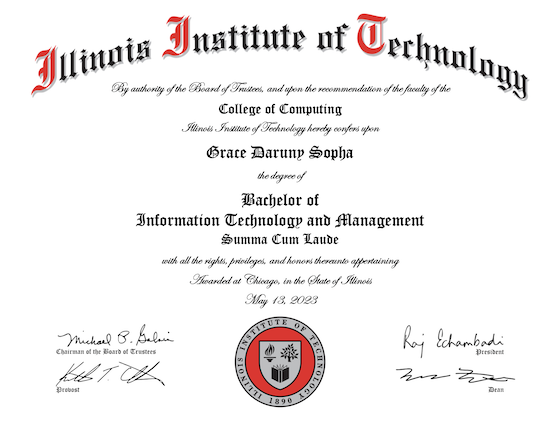 Illinois Institute of Technology
By authority of the Board of Trustees, and upon the recommendation of the faculty of the
College of Computing
Illinois Institute of Technology hereby confers upon
Grace Daruny Sopha
the degree of
Bachelor of
Information Technology and Management
Summa Cum Laude
with all the rights, privileges, and honors thereunto appertaining
Awarded at Chicago, in the State of Illinois
May 13, 2023
Michael P. Galvin
Chairman of the Board of Trustees
Provost
ILLINOIS INSTITUTE OF TECHNOLOGY
1890
Raj Echambadi
President
Dean